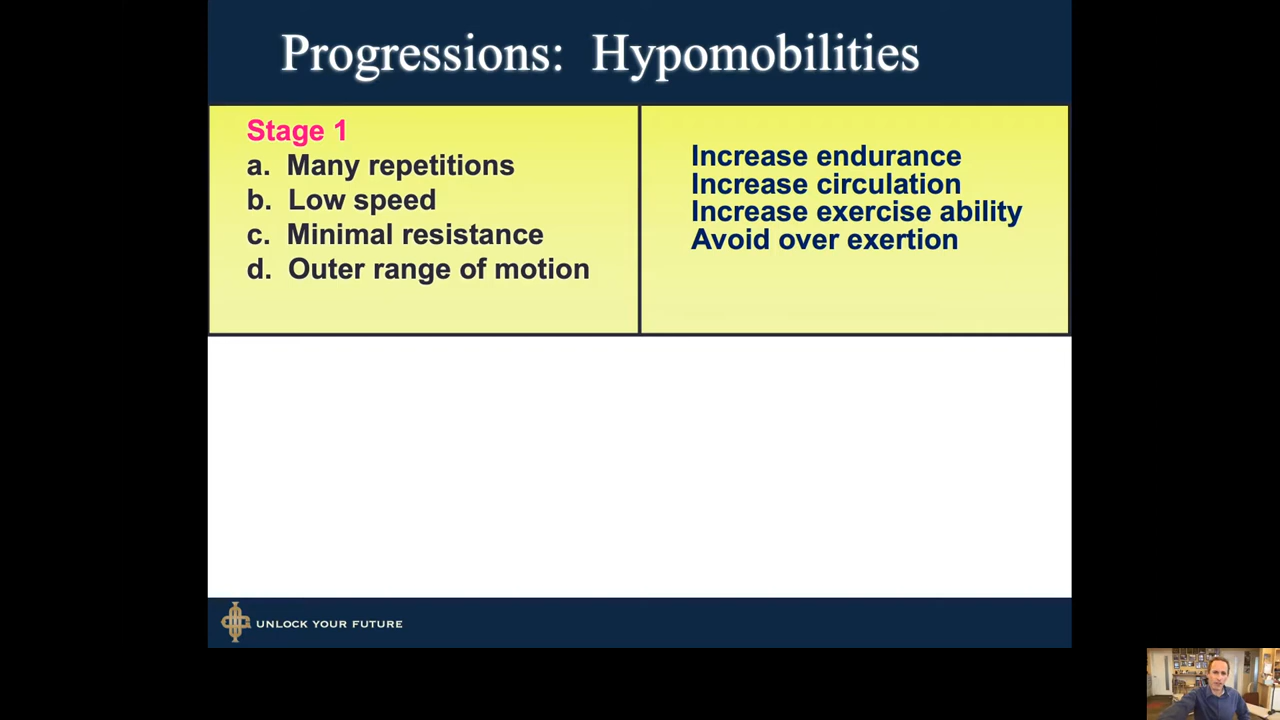 Progressions: Hypomobilities
Stage 1
a. Many repetitions
b. Low speed
c. Minimal resistance
d. Outer range of motion
Increase endurance
Increase circulation
Increase exercise ability
Avoid over exertion
UNLOCK YOUR FUTURE